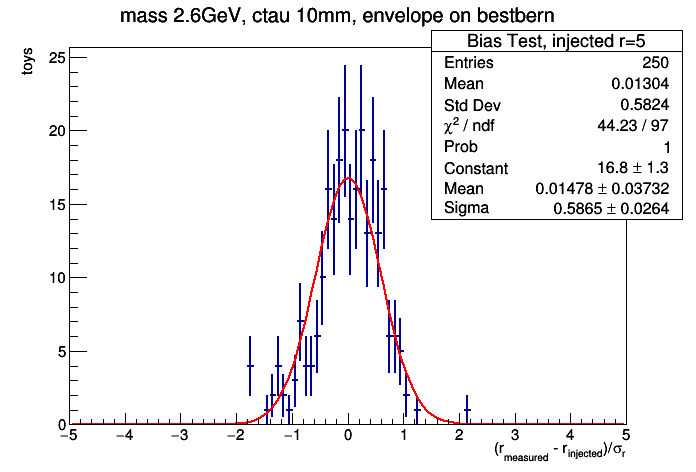 mass 2.6GeV, ctau 10mm, envelope on bestbern
Bias Test, injected r=5
Entries 250
Mean 0.01304
Std Dev 0.5824
χ² / ndf 44.23 / 97
Prob 1
Constant 16.8 ± 1.3
Mean 0.01478 ± 0.03732
Sigma 0.5865 ± 0.0264
toys
25
20
15
10
5
0
−5 −4 −3 −2 −1 0 1 2 3 4 5
(r_measured - r_injected)/σ_r